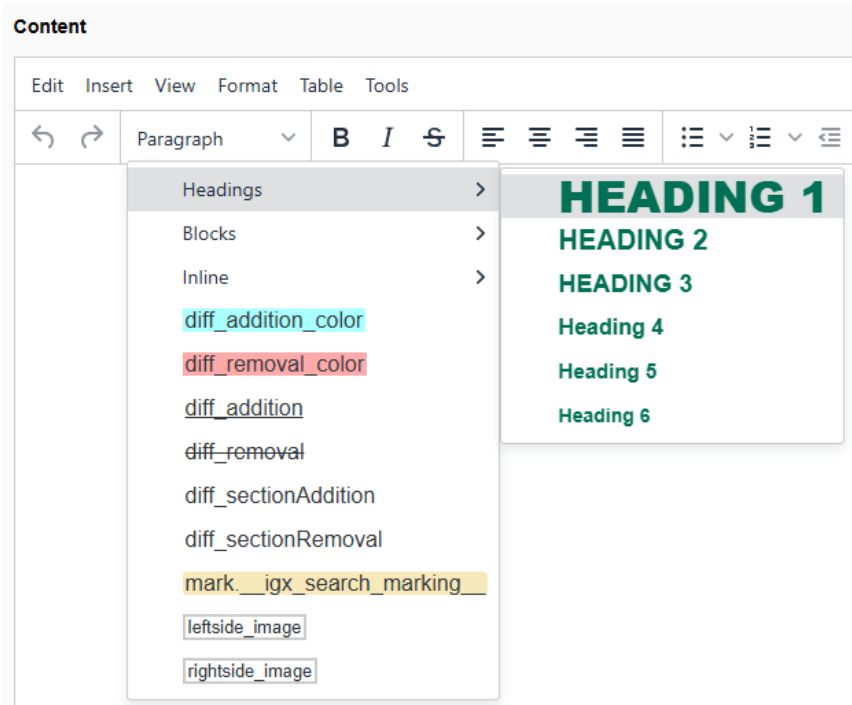 Content
Edit Insert View Format Table Tools
Paragraph B I S
Headings
Blocks
Inline
diff_addition_color
diff_removal_color
diff_addition
diff_removal
diff_sectionAddition
diff_sectionRemoval
mark.__igx_search_marking__
leftside_image
rightside_image
HEADING 1
HEADING 2
HEADING 3
Heading 4
Heading 5
Heading 6